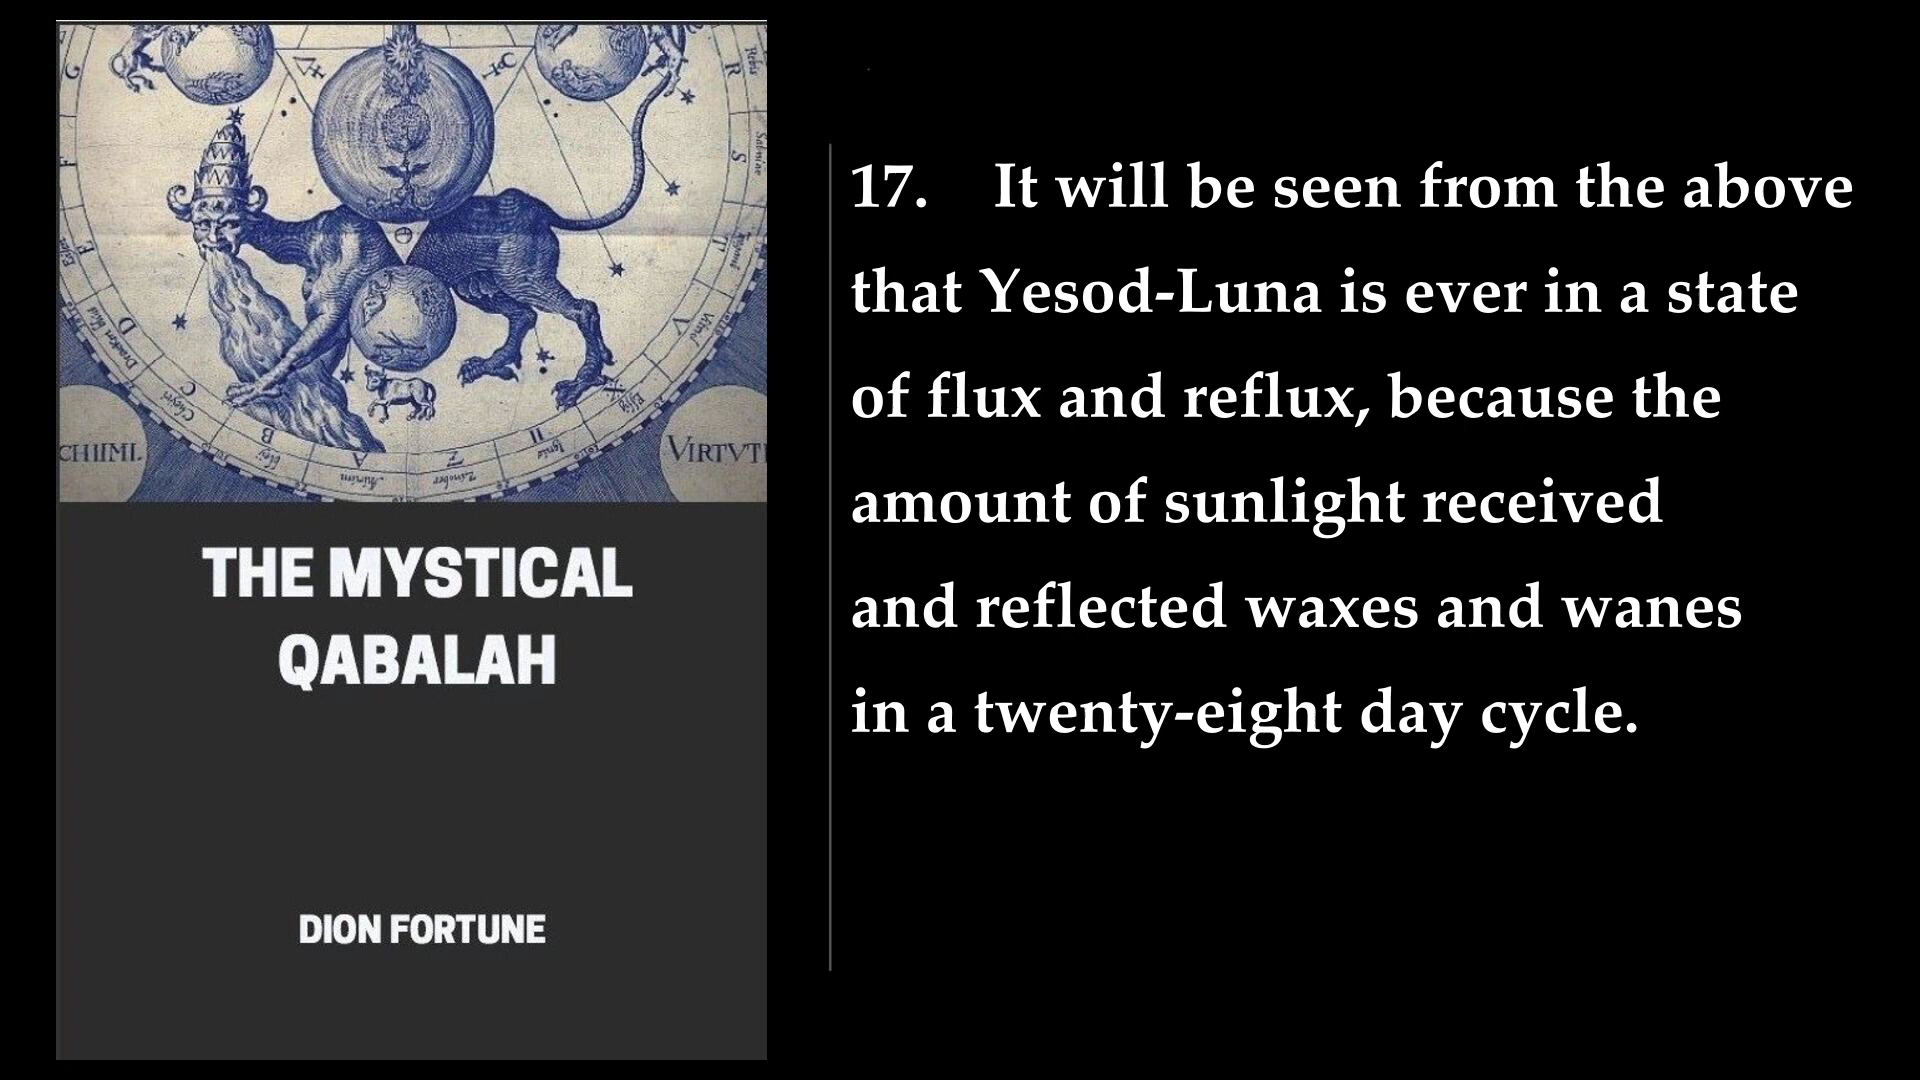 THE MYSTICAL
QABALAH
DION FORTUNE
CHIIMI.
VIRTVTI
17. It will be seen from the above
that Yesod-Luna is ever in a state
of flux and reflux, because the
amount of sunlight received
and reflected waxes and wanes
in a twenty-eight day cycle.